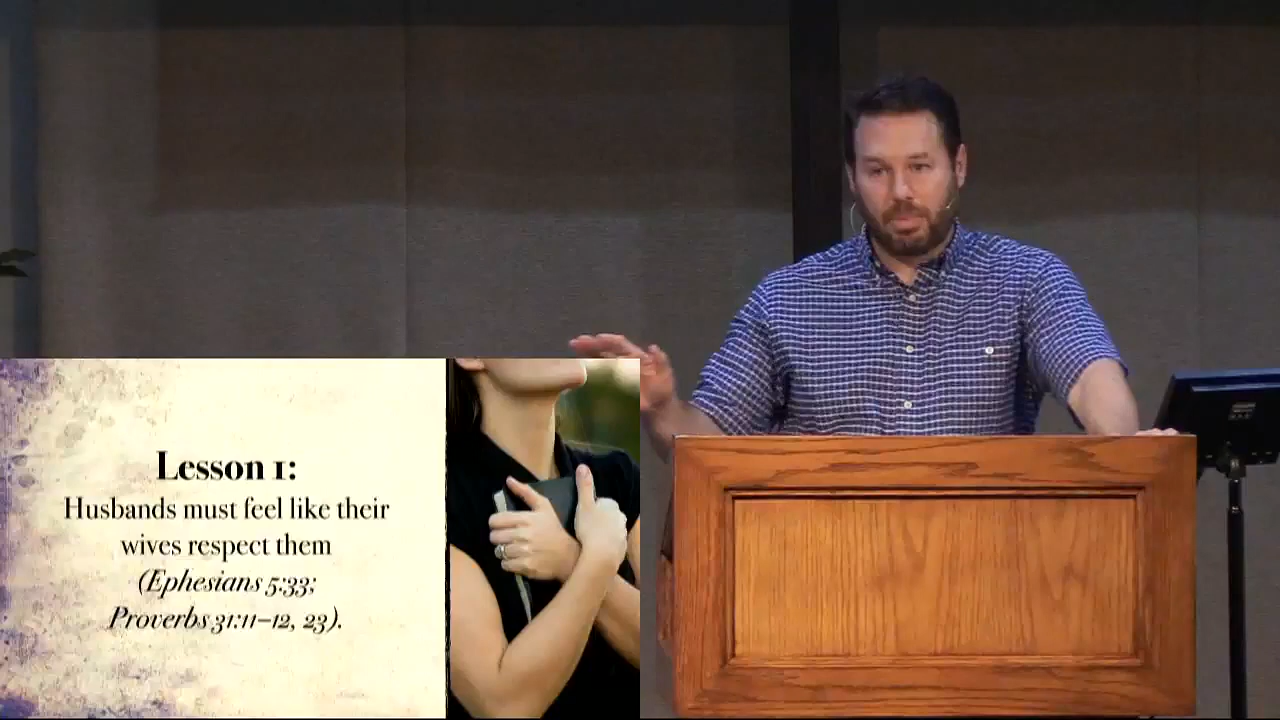 Lesson 1:
Husbands must feel like their
wives respect them
(Ephesians 5:33;
Proverbs 31:11–12, 23).